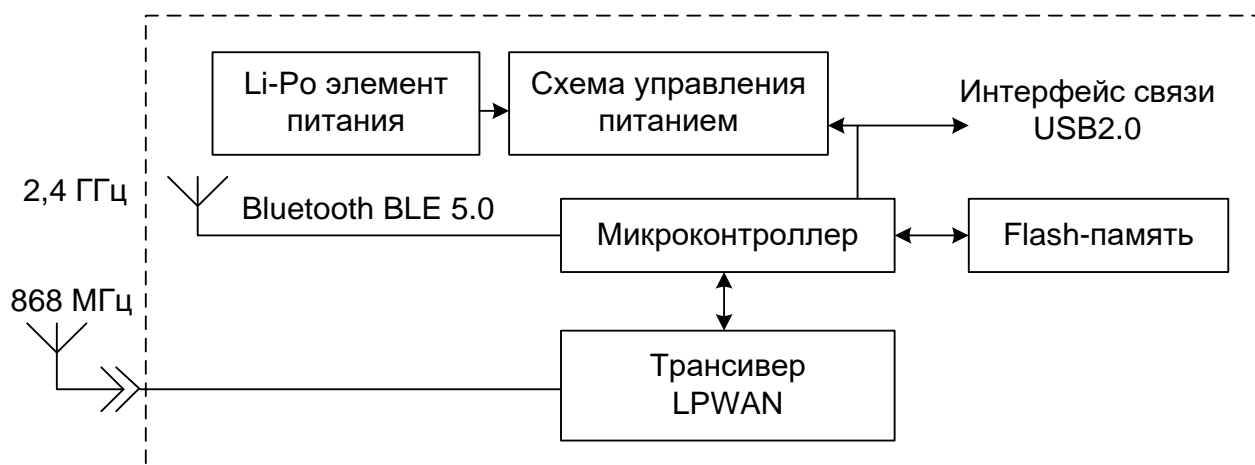 Li-Po элемент
питания
Схема управления
питанием
Интерфейс связи
USB2.0
2,4 ГГц
Bluetooth BLE 5.0
Микроконтроллер
Flash-память
868 МГц
Трансивер
LPWAN